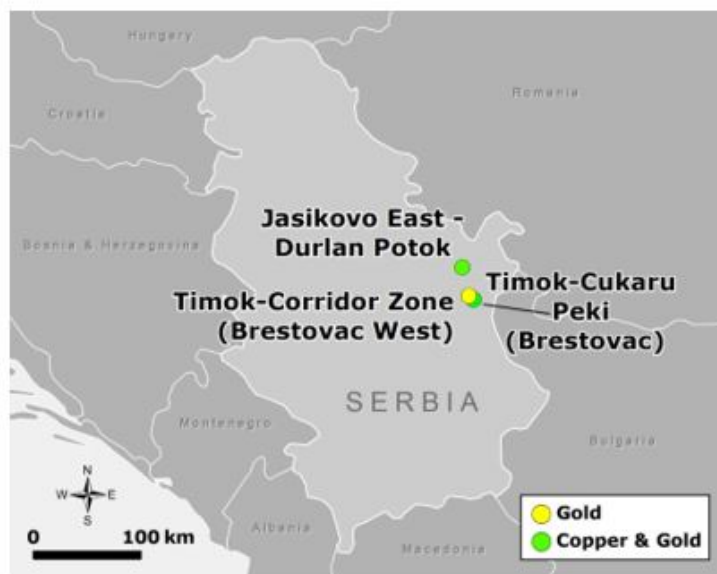 Hungary
Croatia
Romania
Jasikovo East -
Durlan Potok
Bosnia & Herzegovina
Timok-Cukaru
Peki
(Brestovac)
Timok-Corridor Zone
(Brestovac West)
SERBIA
Montenegro
Bulgaria
Albania
Macedonia
N
W E
S
0 100 km
Gold
Copper & Gold